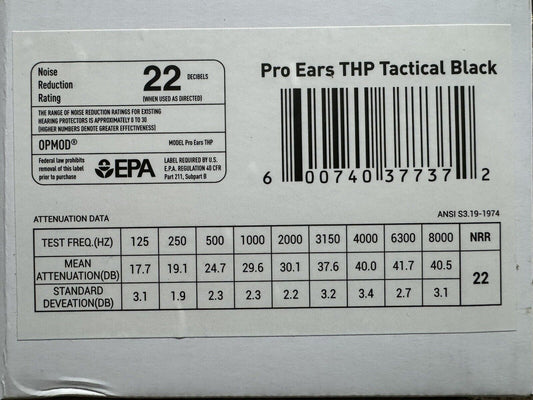 Noise
Reduction
Rating
22 DECIBELS
(WHEN USED AS DIRECTED)
THE RANGE OF NOISE REDUCTION RATINGS FOR EXISTING
HEARING PROTECTORS IS APPROXIMATELY 0 TO 30
(HIGHER NUMBERS DENOTE GREATER EFFECTIVENESS)
OPMOD® MODEL Pro Ears THP
Federal law prohibits
removal of this label
prior to purchase
EPA
LABEL REQUIRED BY U.S.
E.P.A. REGULATION 40 CFR
Part 211, Subpart B
Pro Ears THP Tactical Black
6 00740 37737 2
ATTENUATION DATA ANSI S3.19-1974
TEST FREQ.(HZ) 125 250 500 1000 2000 3150 4000 6300 8000 NRR
MEAN
ATTENUATION(DB) 17.7 19.1 24.7 29.6 30.1 37.6 40.0 41.7 40.5 22
STANDARD
DEVEATION(DB) 3.1 1.9 2.3 2.3 2.2 3.2 3.4 2.7 3.1